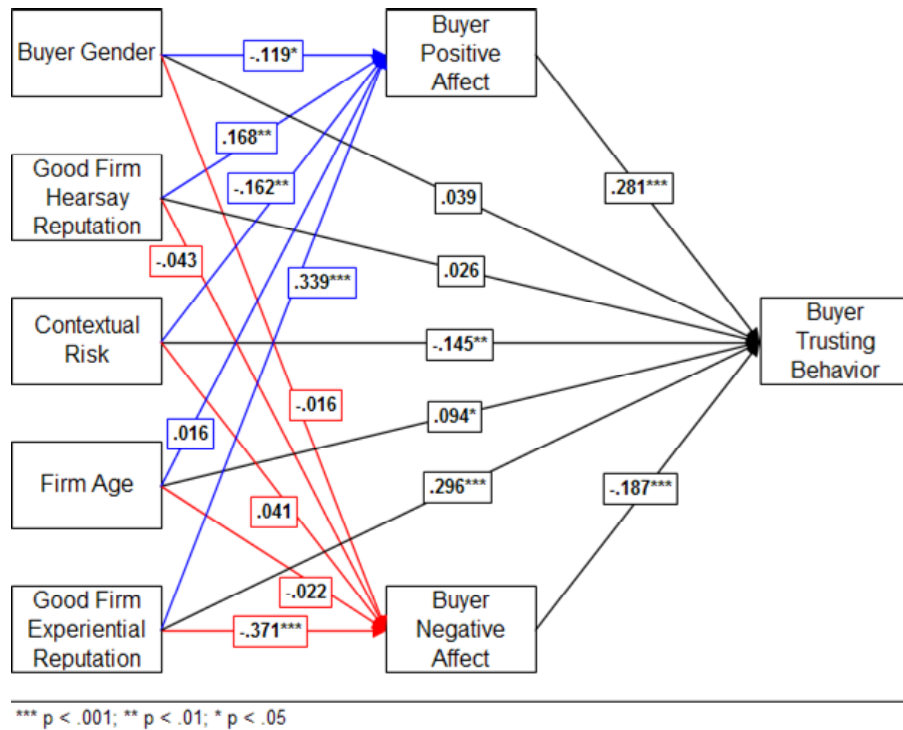 Buyer Gender
Good Firm
Hearsay
Reputation
Contextual
Risk
Firm Age
Good Firm
Experiential
Reputation
-.119*
.168**
-.162**
-.043
.339***
.016
-.016
.041
-.022
-.371***
Buyer
Positive
Affect
Buyer
Negative
Affect
.039
.026
-.145**
.094*
.296***
.281***
-.187***
Buyer
Trusting
Behavior
*** p < .001; ** p < .01; * p < .05